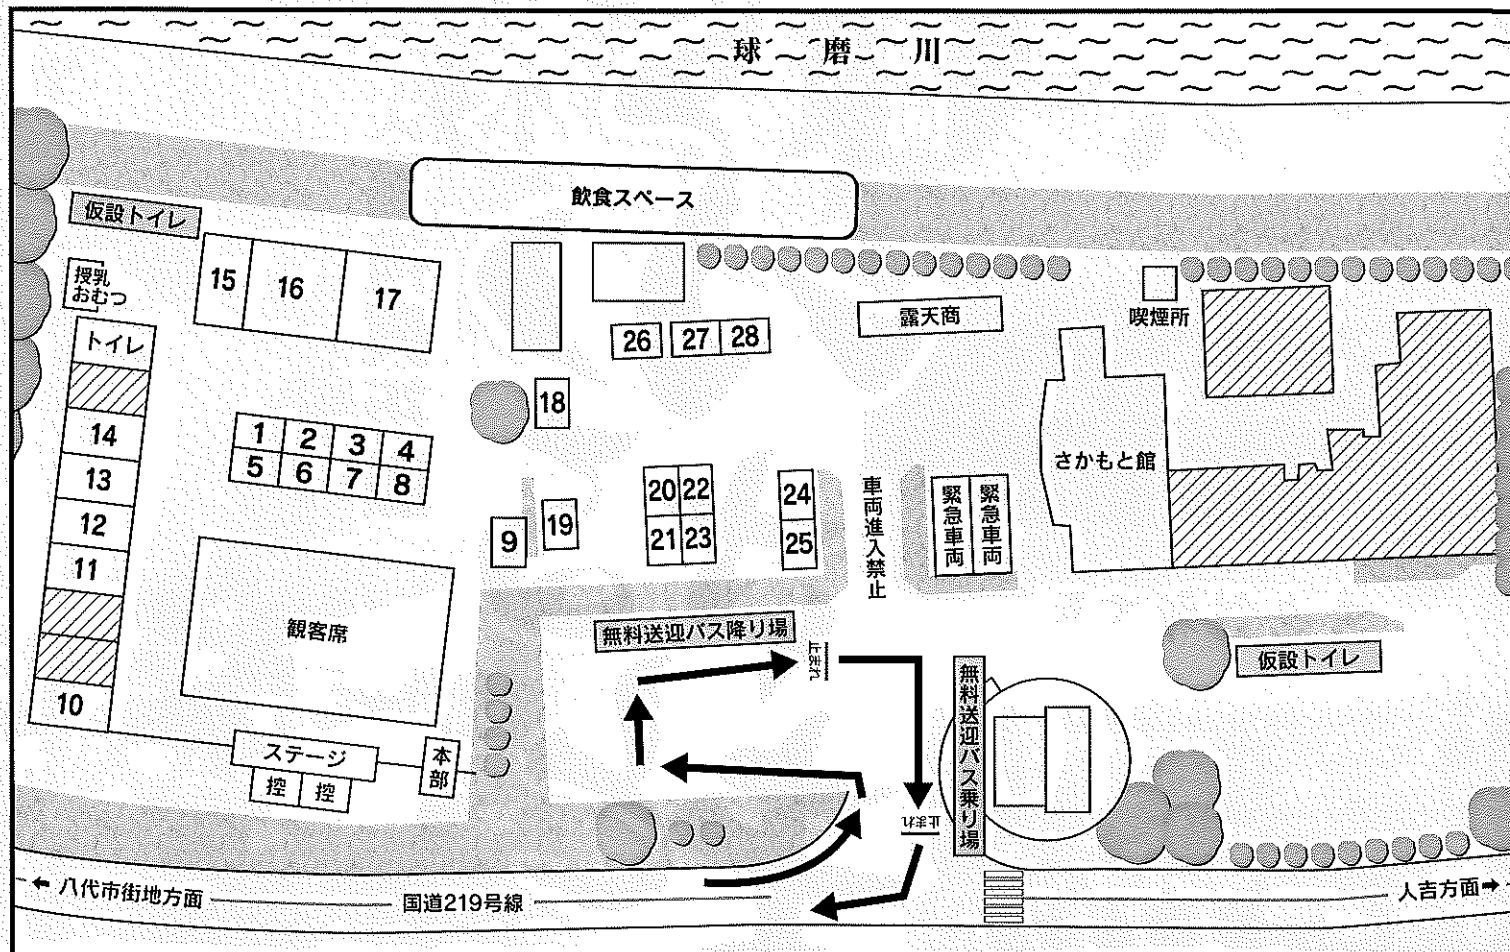 球磨川
飲食スペース
仮設トイレ
授乳
おむつ
15
16
17
26
27
28
露天商
喫煙所
トイレ
14
13
12
11
10
1
2
3
4
5
6
7
8
18
19
9
20
22
21
23
24
25
車両進入禁止
緊急車両
緊急車両
さかもと館
観客席
無料送迎バス降り場
止まれ
無料送迎バス乗り場
仮設トイレ
ステージ
控
控
本部
止まれ
←八代市街地方面
国道219号線
人吉方面→